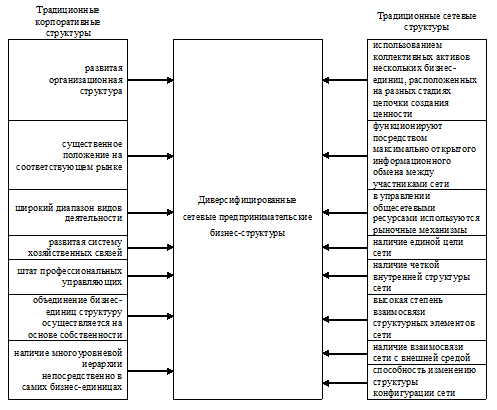 Традиционные
корпоративные
структуры
развитая
организационная
структура
существенное
положение на
соответствующем рынке
широкий диапазон видов
деятельности
развитая систему
хозяйственных связей
штат профессиональных
управляющих
объединение бизнес-
единиц структуру
осуществляется на
основе собственности
наличие многоуровневой
иерархии
непосредственно в
самих бизнес-единицах
Диверсифицированные
сетевые предпринимательские
бизнес-структуры
Традиционные сетевые
структуры
использованием
коллективных активов
нескольких бизнес-
единиц, расположенных
на разных стадиях
цепочки создания
ценности
функционируют
посредством
максимально открытого
информационного
обмена между
участниками сети
в управлении
общесетевыми
ресурсами используются
рыночные механизмы
наличие единой цели
сети
наличие четкой
внутренней структуры
сети
высокая степень
взаимосвязи
структурных элементов
сети
наличие взаимосвязи
сети с внешней средой
способность изменению
структуры
конфигурации сети